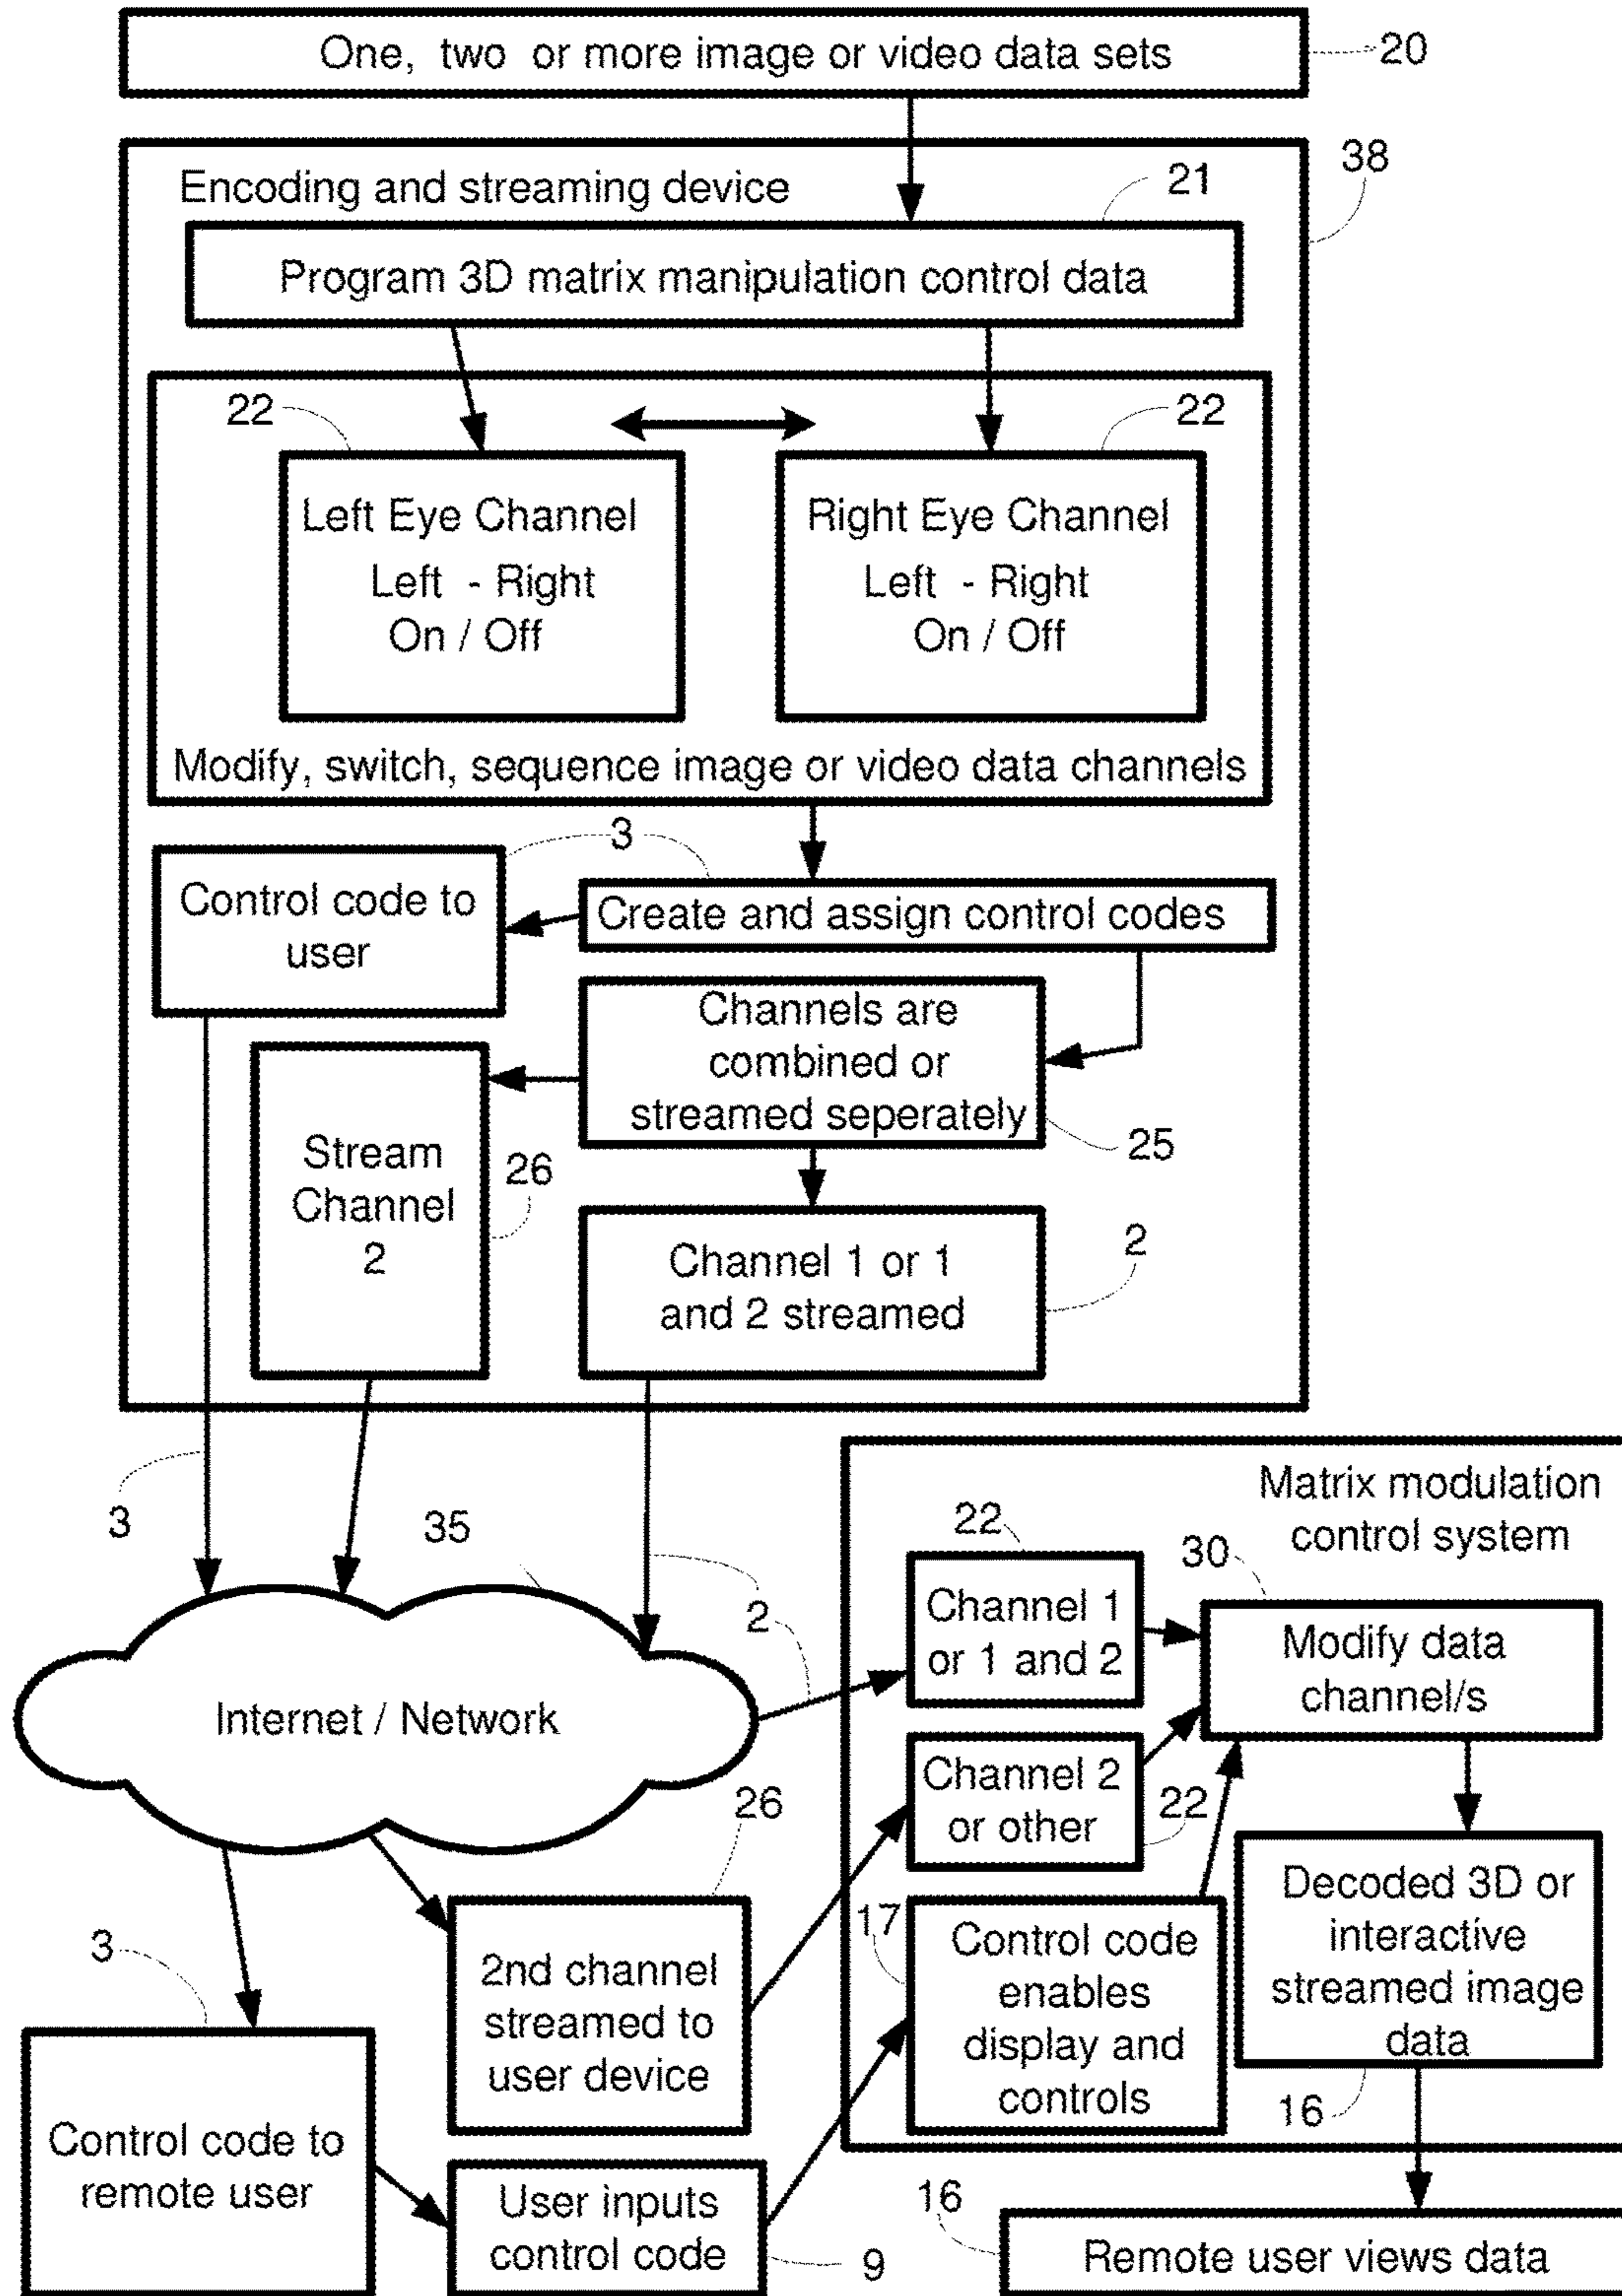 One, two or more image or video data sets
20
38
Encoding and streaming device
21
Program 3D matrix manipulation control data
22
22
Left Eye Channel
Left - Right
On / Off
Right Eye Channel
Left - Right
On / Off
Modify, switch, sequence image or video data channels
3
Control code to
user
Create and assign control codes
Channels are
combined or
streamed seperately
25
Stream
Channel
2
26
Channel 1 or 1
and 2 streamed
2
3
35
2
Internet / Network
Matrix modulation
control system
22
30
Channel 1
or 1 and 2
Modify data
channel/s
Channel 2
or other
22
26
17
Control code
enables
display and
controls
Decoded 3D or
interactive
streamed image
data
16
3
2nd channel
streamed to
user device
Control code to
remote user
User inputs
control code
9
16
Remote user views data